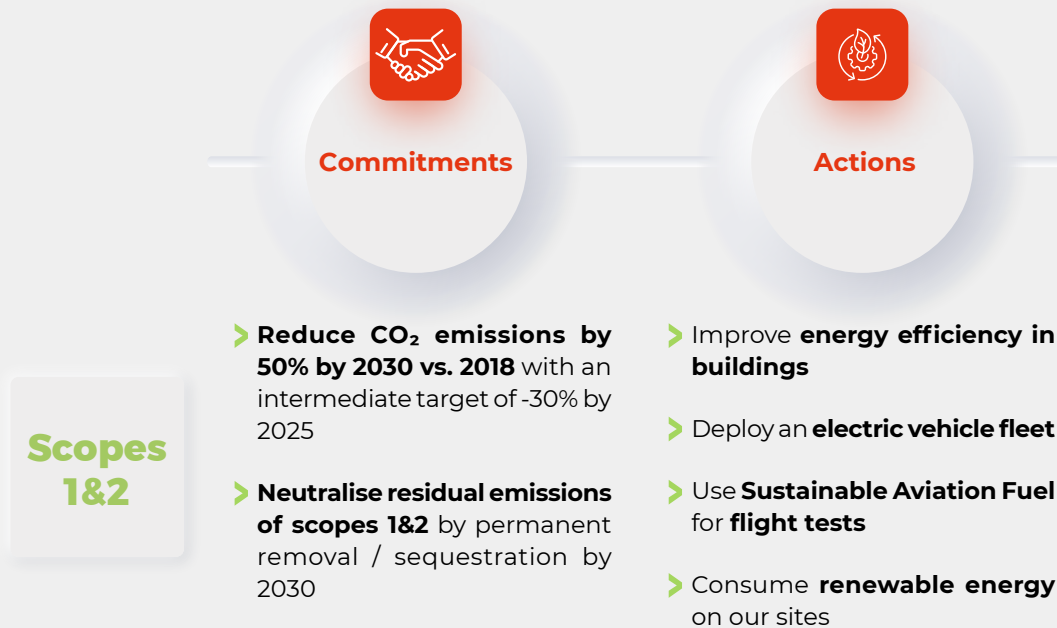 Commitments
Actions
Scopes
1&2
Reduce CO₂ emissions by
50% by 2030 vs. 2018 with an
intermediate target of -30% by
2025
Neutralise residual emissions
of scopes 1&2 by permanent
removal / sequestration by
2030
Improve energy efficiency in
buildings
Deploy an electric vehicle fleet
Use Sustainable Aviation Fuel
for flight tests
Consume renewable energy
on our sites